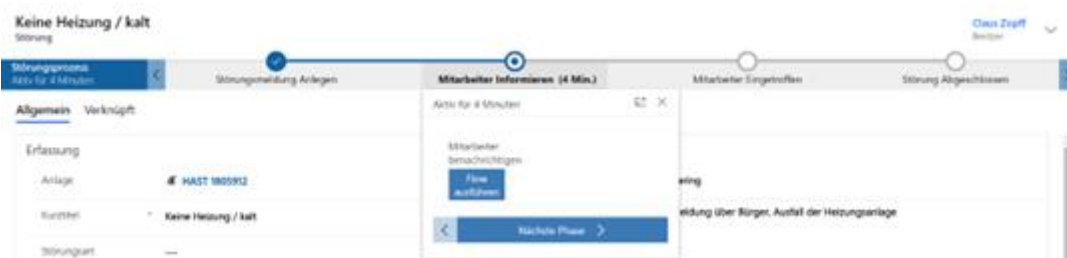 Keine Heizung / kalt
Störung
Claus Zopff
Besitzer
Störungsprozess
Aktiv für 4 Minuten
Störungsmeldung Anlegen
Mitarbeiter Informieren (4 Min.)
Mitarbeiter Eingetroffen
Störung Abgeschlossen
Allgemein Verknüpft
Aktiv für 4 Minuten
Erfassung
Mitarbeiter
benachrichtigen
Flow
ausführen
Anlage HAST 1805912
ering
Kurztitel * Keine Heizung / kalt
eldung über Bürger, Ausfall der Heizungsanlage
Nächste Phase
Störungsart ---